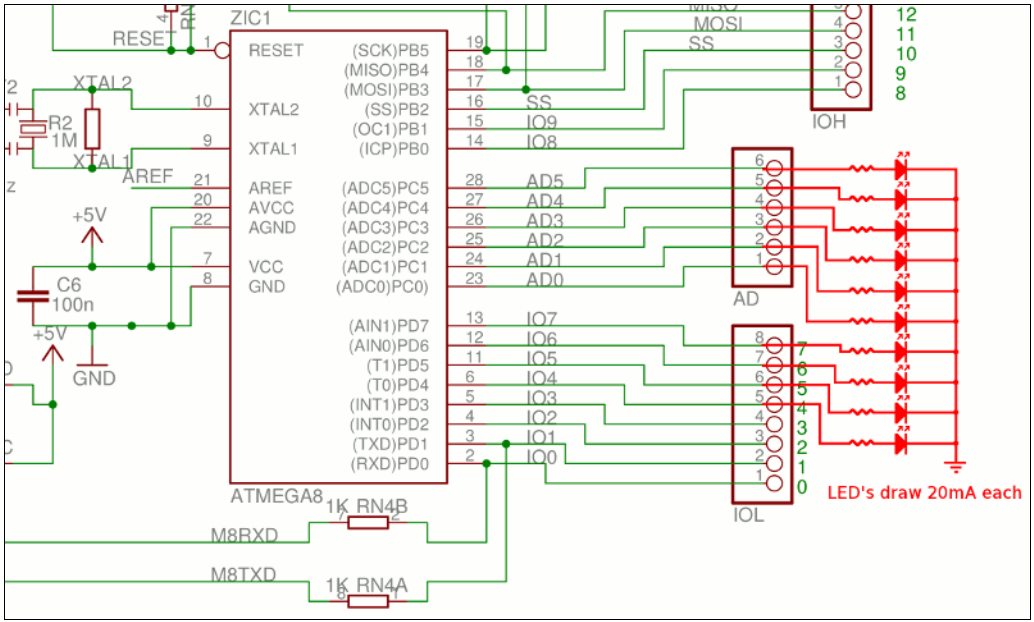 MISO
5
12
4
RN
ZIC1
MOSI
4
11
RESET
1
RESET
(SCK)PB5
19
SS
3
10
(MISO)PB4
18
2
9
2
XTAL2
(MOSI)PB3
17
1
8
10
XTAL2
(SS)PB2
16
SS
IOH
R2
1M
(OC1)PB1
15
IO9
9
XTAL1
(ICP)PB0
14
IO8
XTAL1
6
z
AREF
21
AREF
(ADC5)PC5
28
AD5
5
20
AVCC
(ADC4)PC4
27
AD4
4
+5V
22
AGND
(ADC3)PC3
26
AD3
3
(ADC2)PC2
25
AD2
2
7
VCC
(ADC1)PC1
24
AD1
1
C6
100n
8
GND
(ADC0)PC0)
23
AD0
AD
+5V
(AIN1)PD7
13
IO7
8
7
(AIN0)PD6
12
IO6
7
6
(T1)PD5
11
IO5
6
5
GND
(T0)PD4
6
IO4
5
4
(INT1)PD3
5
IO3
4
3
(INT0)PD2
4
IO2
3
2
(TXD)PD1
3
IO1
2
1
(RXD)PD0
2
IO0
1
0
ATMEGA8
LED's draw 20mA each
1K RN4B
7
2
IOL
M8RXD
M8TXD
1K RN4A
8
1